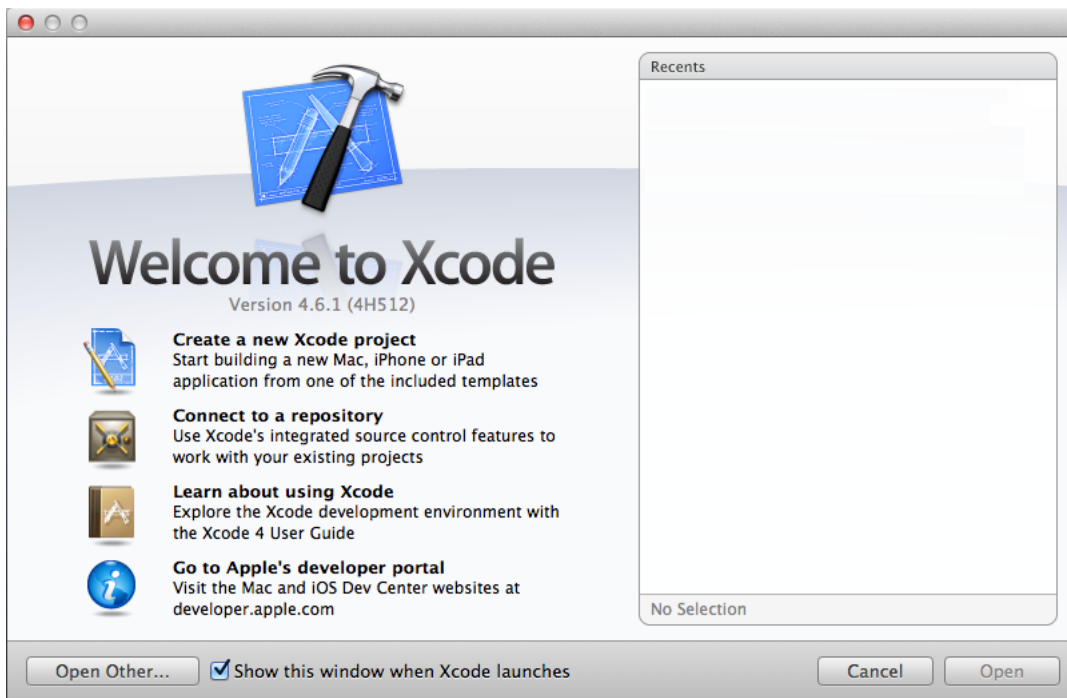 Recents
Welcome to Xcode
Version 4.6.1 (4H512)
Create a new Xcode project
Start building a new Mac, iPhone or iPad
application from one of the included templates
Connect to a repository
Use Xcode's integrated source control features to
work with your existing projects
Learn about using Xcode
Explore the Xcode development environment with
the Xcode 4 User Guide
Go to Apple's developer portal
Visit the Mac and iOS Dev Center websites at
developer.apple.com
No Selection
Open Other...
Show this window when Xcode launches
Cancel
Open